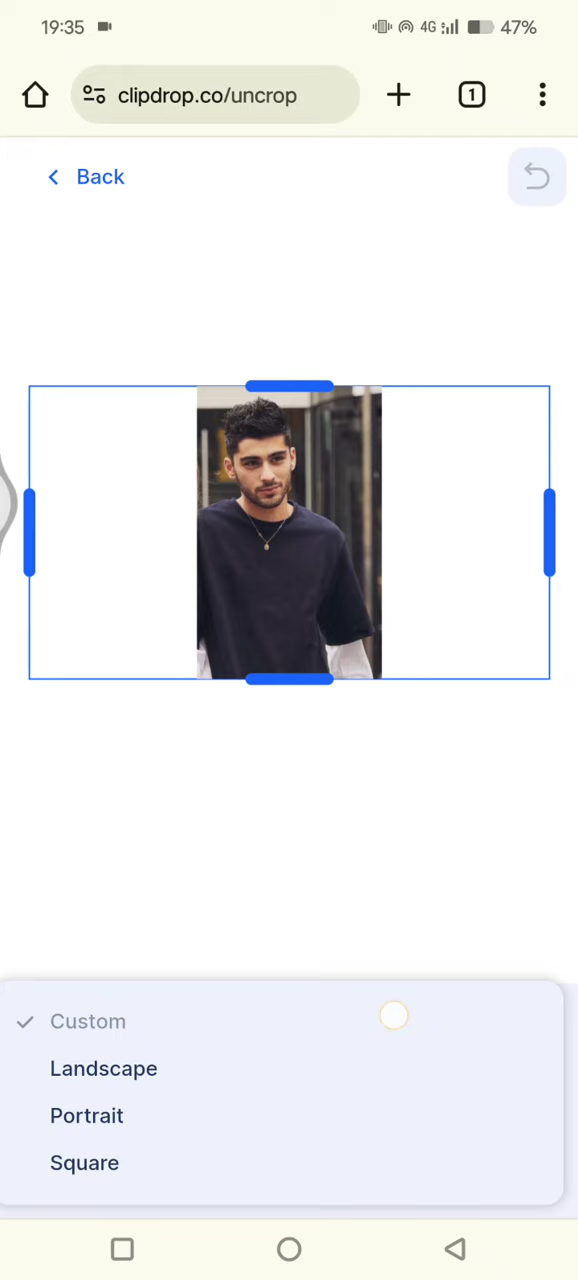 19:35 4G 47%
clipdrop.co/uncrop 1
Back
Custom
Landscape
Portrait
Square